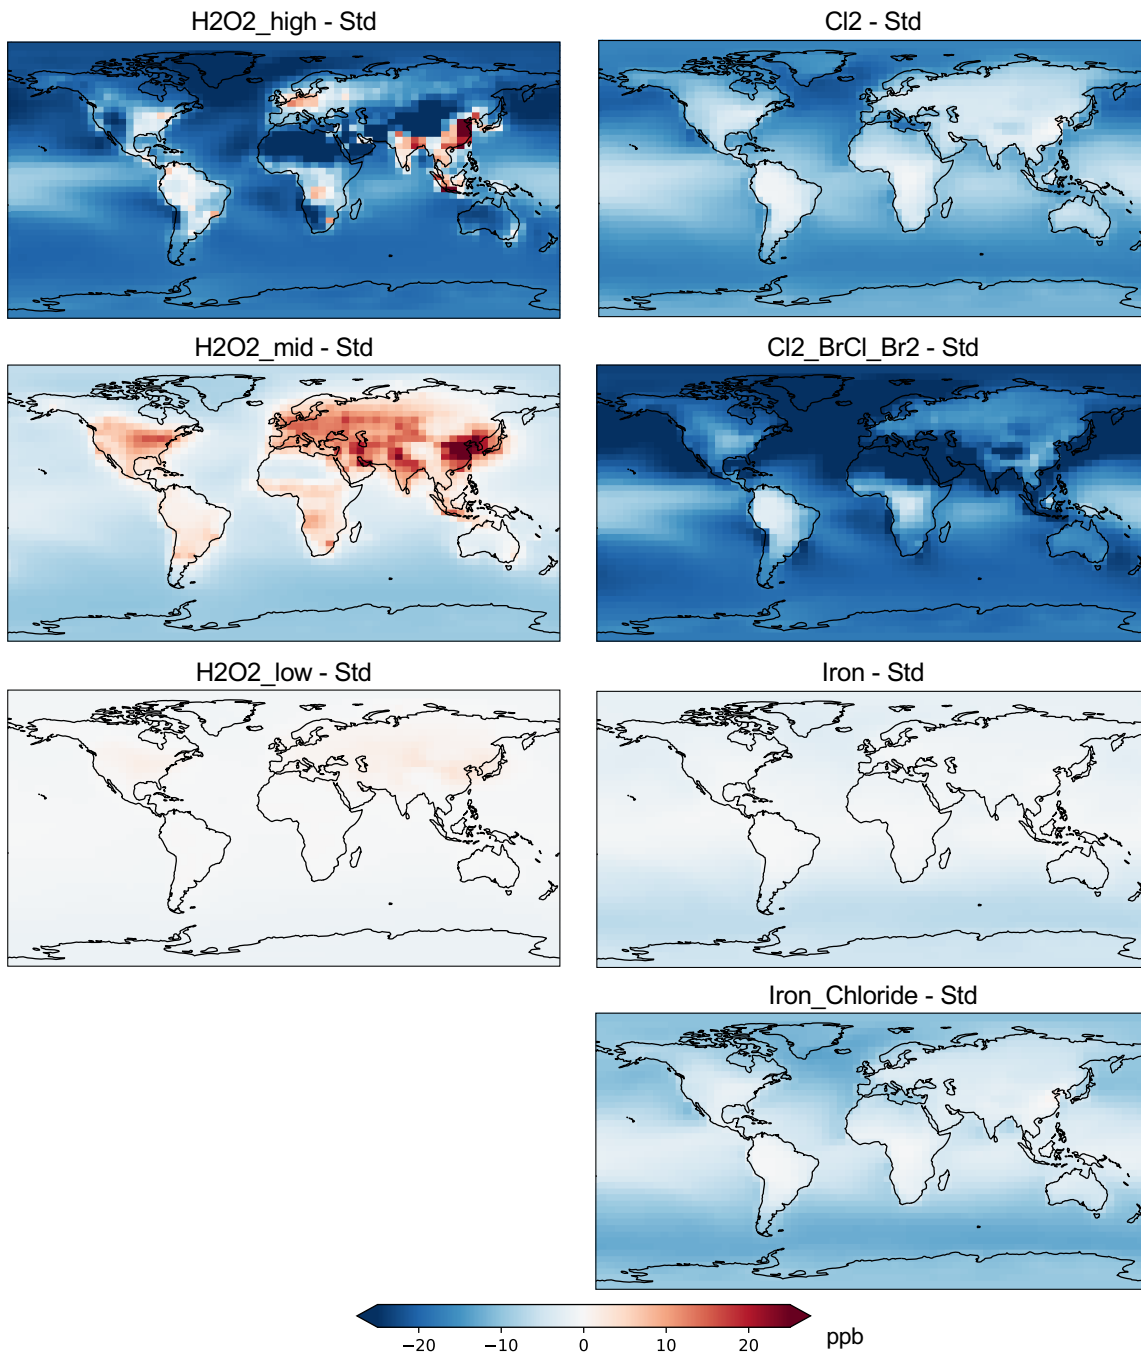 H2O2_high - Std
Cl2 - Std
H2O2_mid - Std
Cl2_BrCl_Br2 - Std
H2O2_low - Std
Iron - Std
Iron_Chloride - Std
−20 −10 0 10 20 ppb